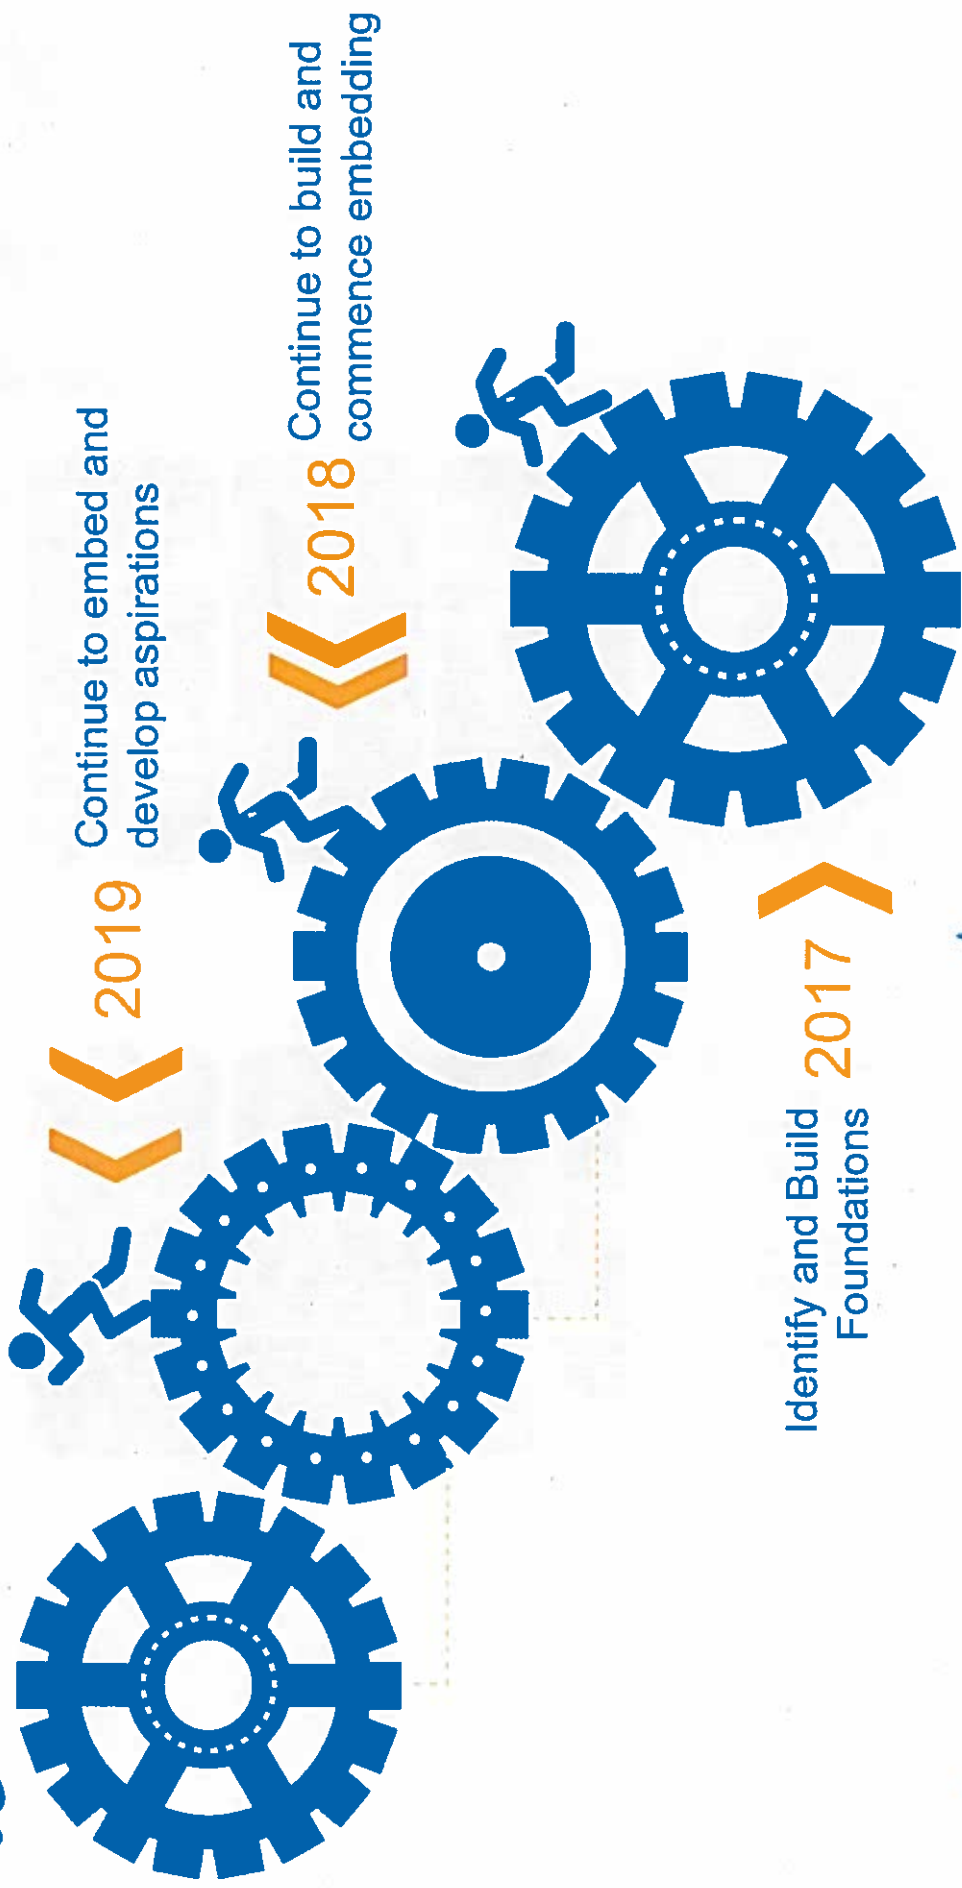 2019
Continue to embed and
develop aspirations
2018
Continue to build and
commence embedding
Identify and Build
Foundations
2017